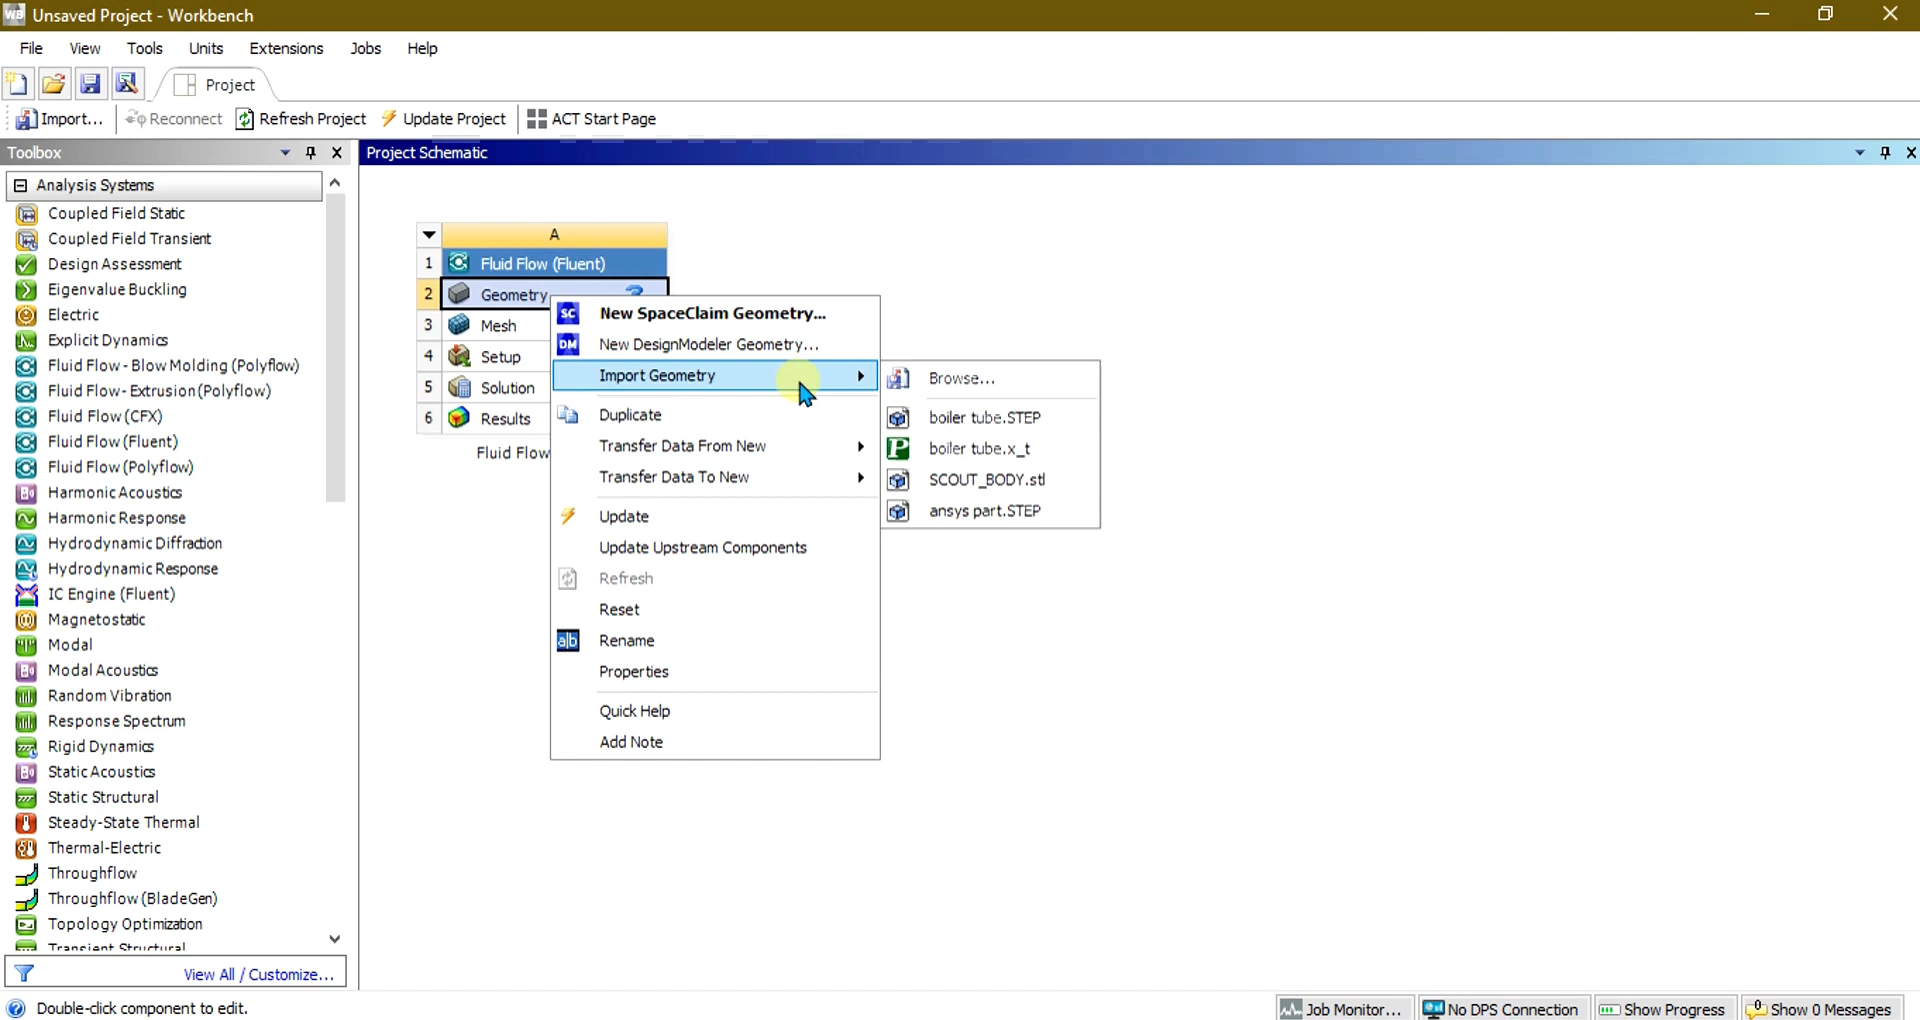 WB Unsaved Project - Workbench
File View Tools Units Extensions Jobs Help
Project
Import... Reconnect Refresh Project Update Project ACT Start Page
Toolbox
Project Schematic
Analysis Systems
Coupled Field Static
Coupled Field Transient
Design Assessment
Eigenvalue Buckling
Electric
Explicit Dynamics
Fluid Flow - Blow Molding (Polyflow)
Fluid Flow - Extrusion (Polyflow)
Fluid Flow (CFX)
Fluid Flow (Fluent)
Fluid Flow (Polyflow)
Harmonic Acoustics
Harmonic Response
Hydrodynamic Diffraction
Hydrodynamic Response
IC Engine (Fluent)
Magnetostatic
Modal
Modal Acoustics
Random Vibration
Response Spectrum
Rigid Dynamics
Static Acoustics
Static Structural
Steady-State Thermal
Thermal-Electric
Throughflow
Throughflow (BladeGen)
Topology Optimization
Transient Structural
View All / Customize...
A
1 Fluid Flow (Fluent)
2 Geometry
3 Mesh
4 Setup
5 Solution
6 Results
Fluid Flow
SC New SpaceClaim Geometry...
DM New DesignModeler Geometry...
Import Geometry
Duplicate
Transfer Data From New
Transfer Data To New
Update
Update Upstream Components
Refresh
Reset
a|b Rename
Properties
Quick Help
Add Note
Browse...
boiler tube.STEP
P boiler tube.x_t
SCOUT_BODY.stl
ansys part.STEP
Double-click component to edit.
Job Monitor... No DPS Connection Show Progress Show 0 Messages